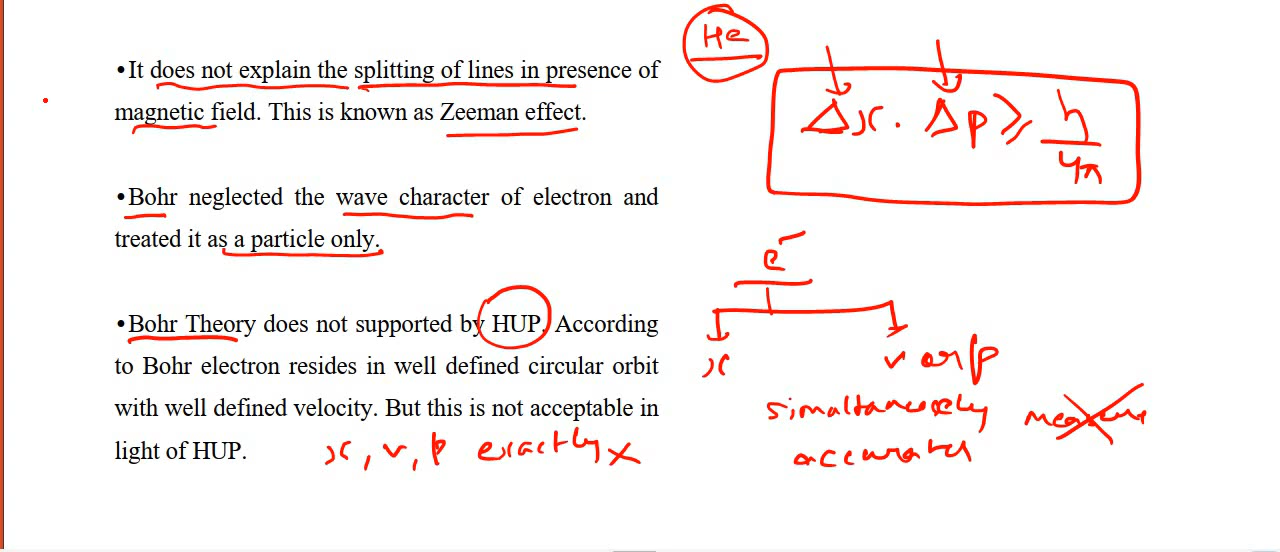 •It does not explain the splitting of lines in presence of
magnetic field. This is known as Zeeman effect.
•Bohr neglected the wave character of electron and
treated it as a particle only.
•Bohr Theory does not supported by HUP. According
to Bohr electron resides in well defined circular orbit
with well defined velocity. But this is not acceptable in
light of HUP.
x, v, p exactly ×
He
Δx. Δp ≥ h/4π
e⁻
x
v or p
simultaneously
accurately
measure